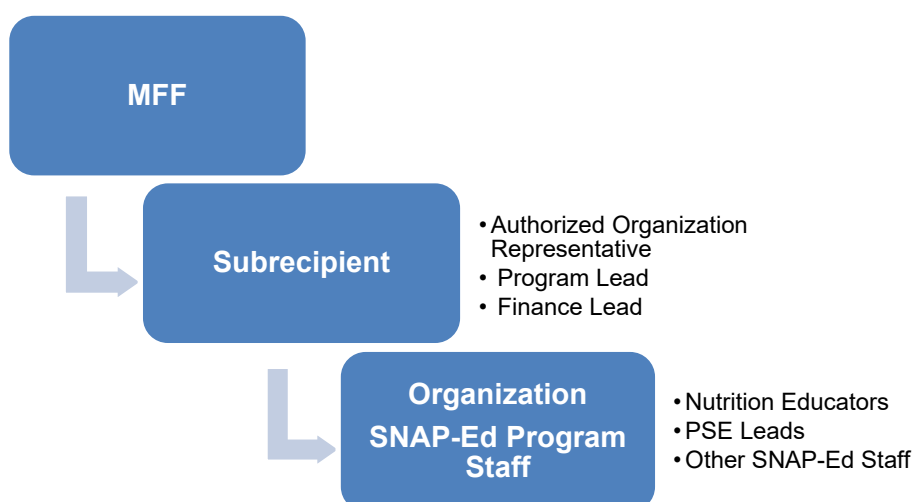 MFF
Subrecipient
•Authorized Organization
Representative
• Program Lead
• Finance Lead
Organization
SNAP-Ed Program
Staff
•Nutrition Educators
•PSE Leads
•Other SNAP-Ed Staff